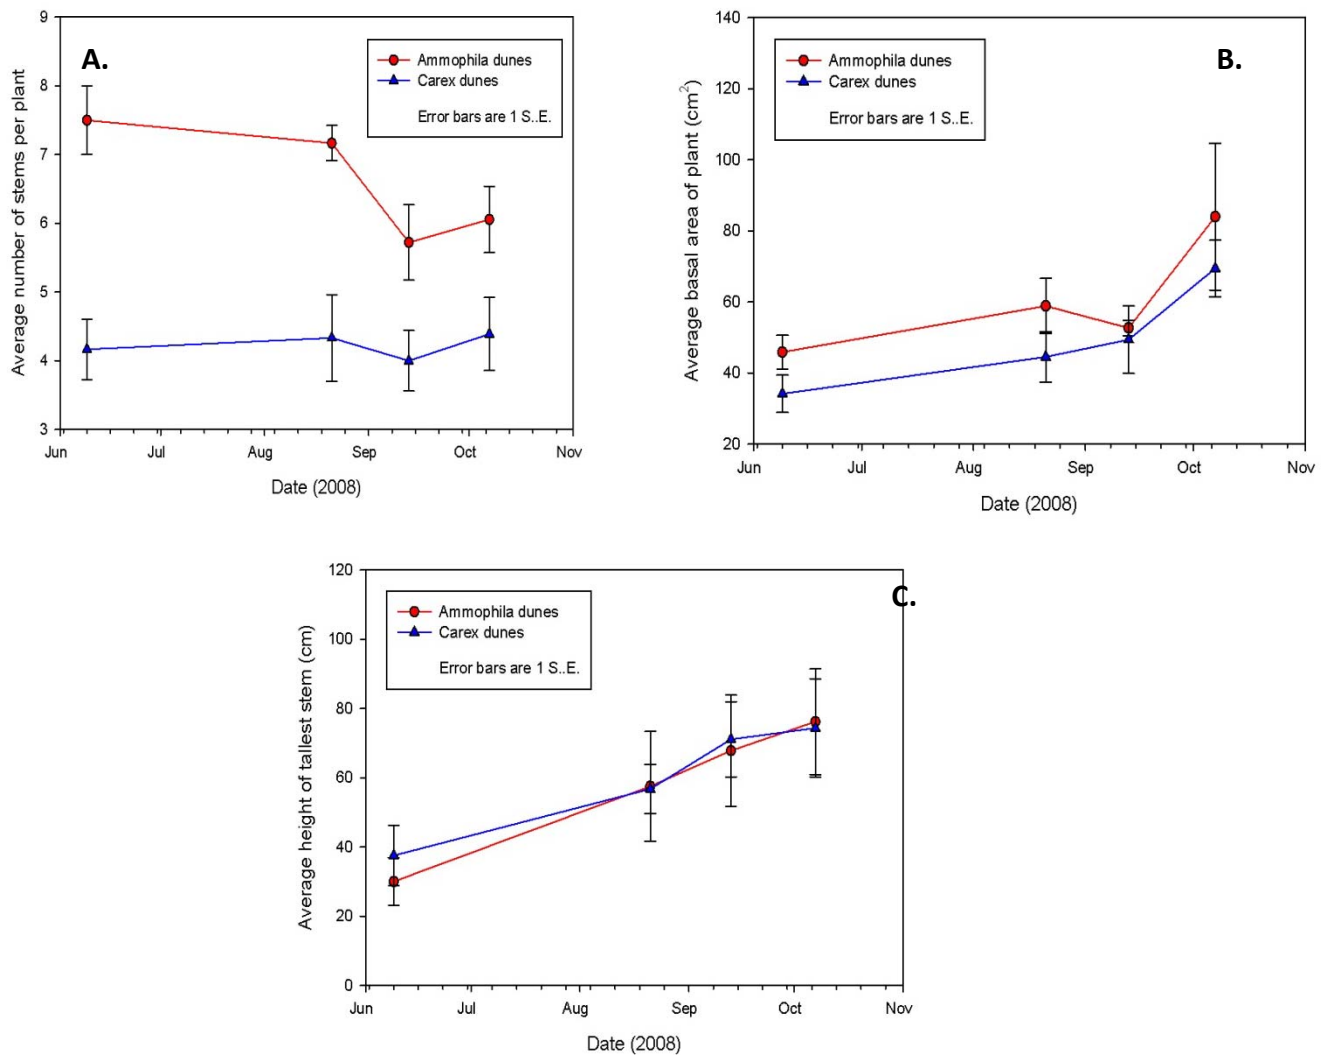 A.
Ammophila dunes
Carex dunes
Error bars are 1 S..E.
Average number of stems per plant
9
8
7
6
5
4
3
Jun Jul Aug Sep Oct Nov
Date (2008)
B.
Ammophila dunes
Carex dunes
Error bars are 1 S..E.
Average basal area of plant (cm²)
140
120
100
80
60
40
20
Jun Jul Aug Sep Oct Nov
Date (2008)
C.
Ammophila dunes
Carex dunes
Error bars are 1 S..E.
Average height of tallest stem (cm)
120
100
80
60
40
20
0
Jun Jul Aug Sep Oct Nov
Date (2008)